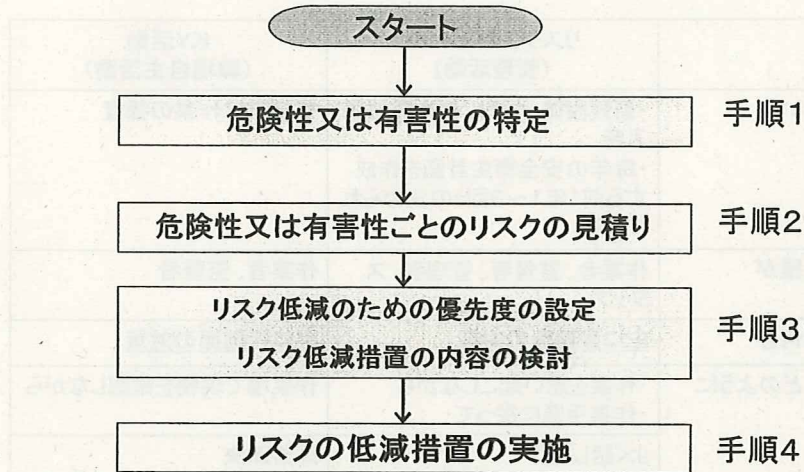 スタート
危険性又は有害性の特定
手順1
危険性又は有害性ごとのリスクの見積り
手順2
リスク低減のための優先度の設定
リスク低減措置の内容の検討
手順3
リスクの低減措置の実施
手順4